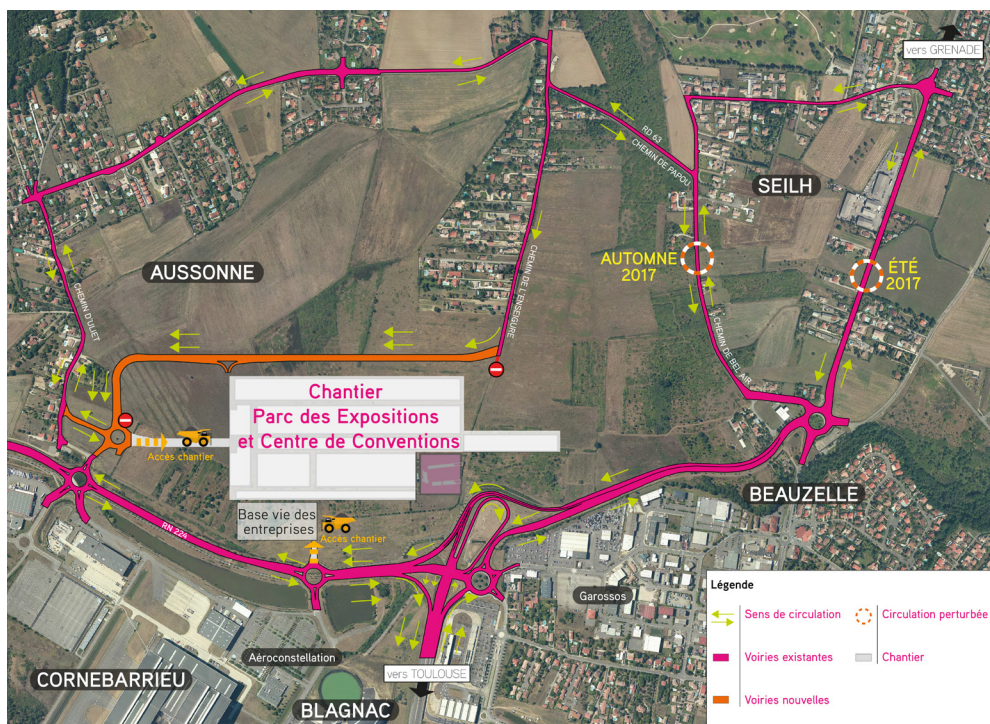 vers GRENADE
RD 63
CHEMIN DE PAPOU
SEILH
AUTOMNE
2017
ÉTÉ
2017
AUSSONNE
CHEMIN D'ULIET
CHEMIN DE L'ENSEGURE
CHEMIN DE BEL AIR
Chantier
Parc des Expositions
et Centre de Conventions
Accès chantier
BEAUZELLE
Base vie des
entreprises
Accès chantier
RN 224
Garossos
Aéroconstellation
vers TOULOUSE
CORNEBARRIEU
BLAGNAC
Légende
Sens de circulation
Circulation perturbée
Voiries existantes
Chantier
Voiries nouvelles